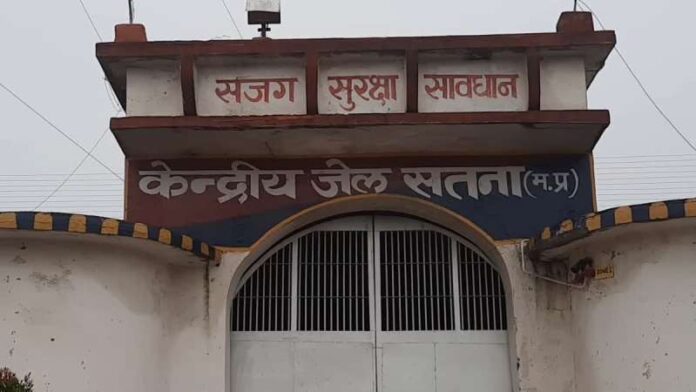 सजग सुरक्षा सावधान
केन्द्रीय जेल सतना (म.प्र)